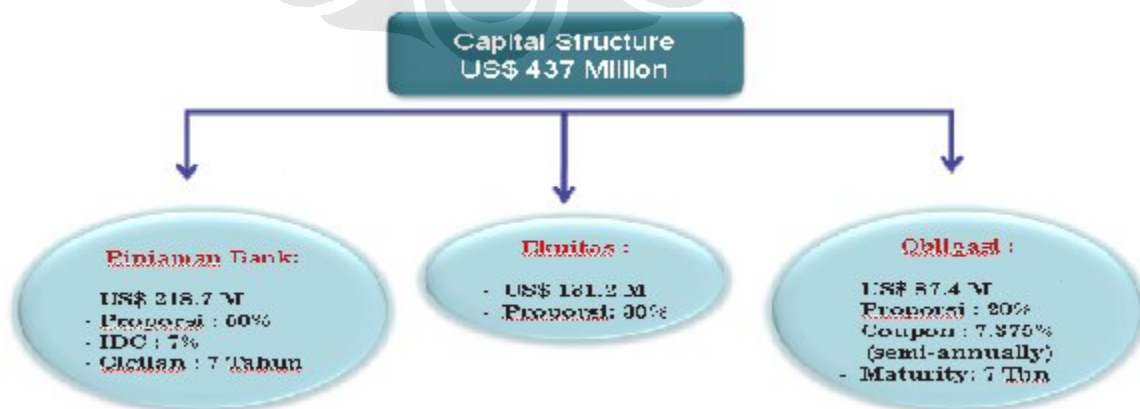 Capital Structure
US$ 437 Million
Pinjaman Bank:
US$ 218.7 M
- Proporsi : 50%
- IDC : 7%
- Cicilan : 7 Tahun
Ekuitas :
- US$ 131.2 M
- Proporsi: 30%
Obligasi :
US$ 87.4 M
Proporsi : 20%
Coupon : 7.875%
(semi-annually)
- Maturity: 7 Thn